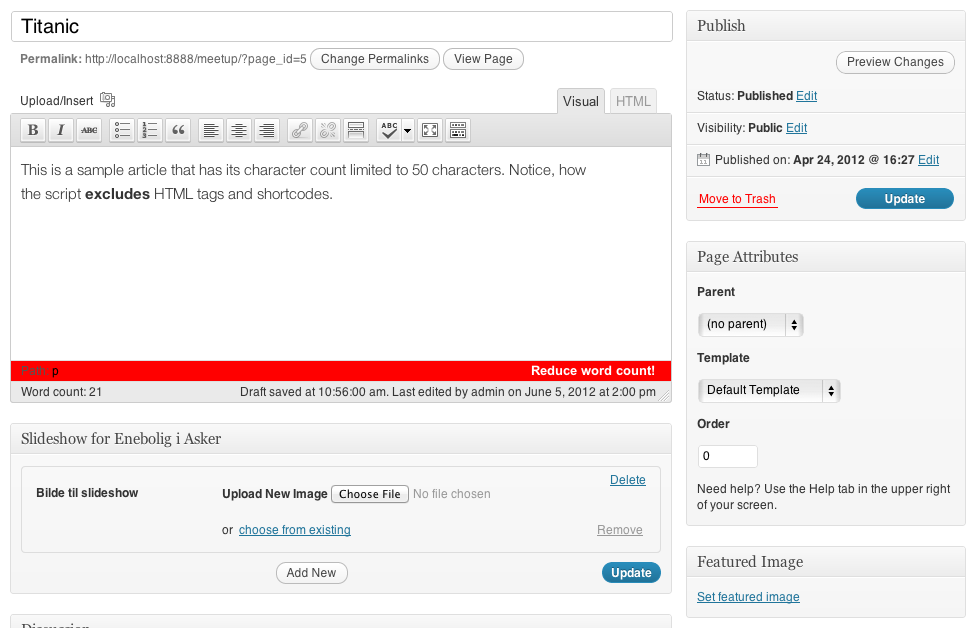 Titanic
Permalink: http://localhost:8888/meetup/?page_id=5 Change Permalinks View Page
Upload/Insert Visual HTML
B I ABC 1 2 3 “ ABC
This is a sample article that has its character count limited to 50 characters. Notice, how
the script excludes HTML tags and shortcodes.
Path: p Reduce word count!
Word count: 21 Draft saved at 10:56:00 am. Last edited by admin on June 5, 2012 at 2:00 pm
Slideshow for Enebolig i Asker
Delete
Bilde til slideshow Upload New Image Choose File No file chosen
or choose from existing Remove
Add New Update
Discussion
Publish
Preview Changes
Status: Published Edit
Visibility: Public Edit
11 Published on: Apr 24, 2012 @ 16:27 Edit
Move to Trash Update
Page Attributes
Parent
(no parent)
Template
Default Template
Order
0
Need help? Use the Help tab in the upper right
of your screen.
Featured Image
Set featured image